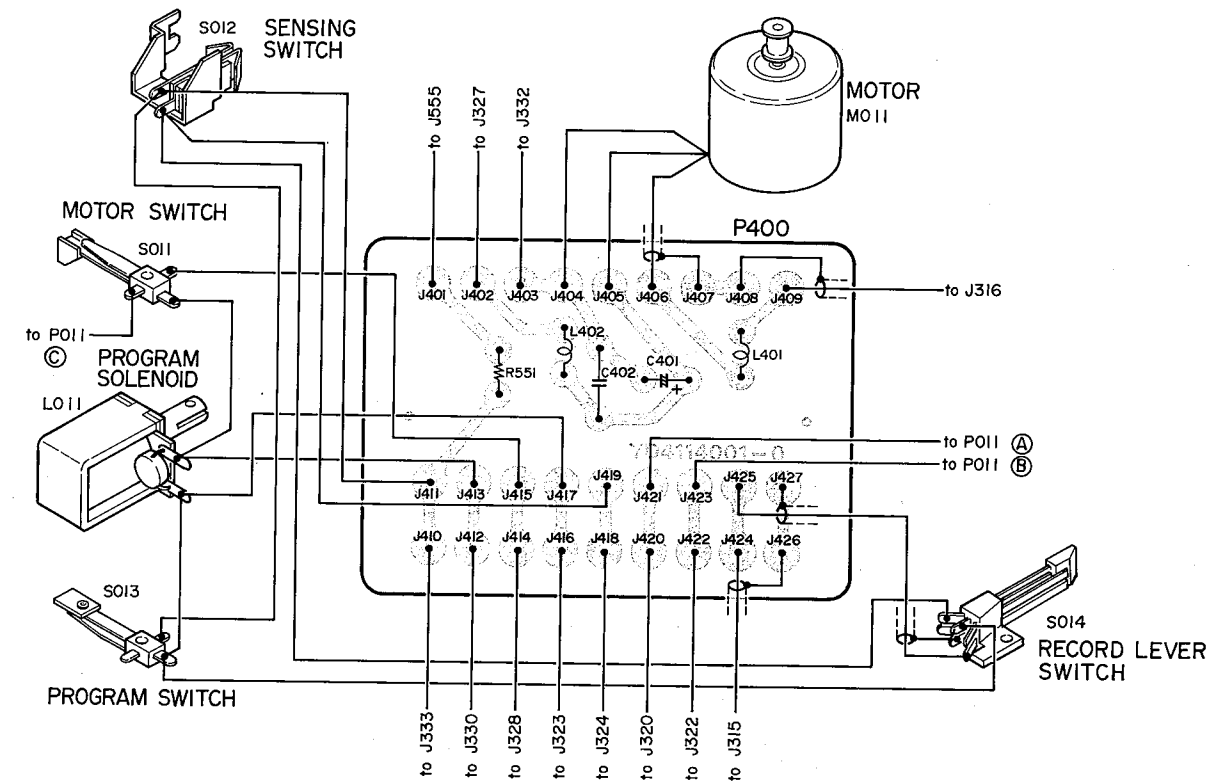 S012 SENSING
SWITCH
to J555
to J327
to J332
MOTOR
M011
MOTOR SWITCH
S011
P400
J401
J402
J403
J404
J405
J406
J407
J408
J409
to J316
to P011
C
PROGRAM
SOLENOID
L011
L402
R551
C402
C401
+
L401
Y04114001-0
to P011 A
to P011 B
J411
J413
J415
J417
J419
J421
J423
J425
J427
J410
J412
J414
J416
J418
J420
J422
J424
J426
S013
PROGRAM SWITCH
S014
RECORD LEVER
SWITCH
to J333
to J330
to J328
to J323
to J324
to J320
to J322
to J315